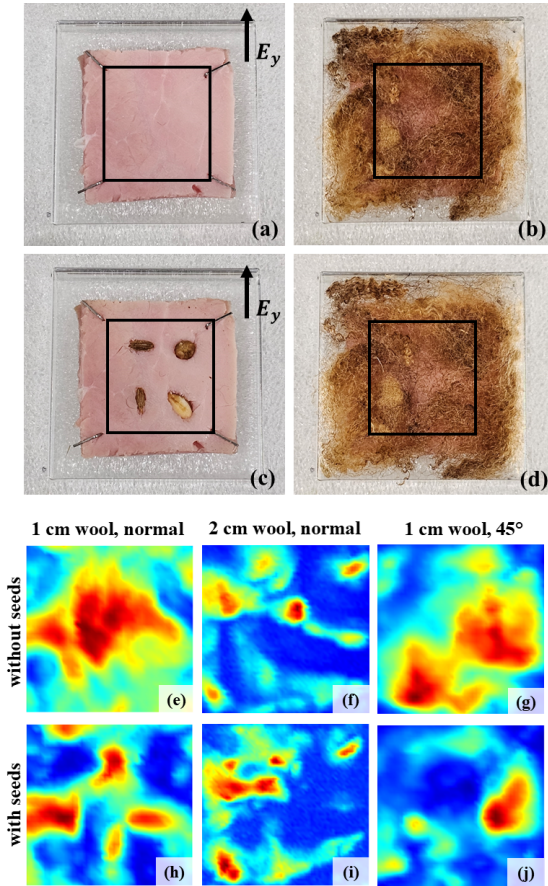 E_y
(a)
(b)
E_y
(c)
(d)
1 cm wool, normal
2 cm wool, normal
1 cm wool, 45°
without seeds
(e)
(f)
(g)
with seeds
(h)
(i)
(j)